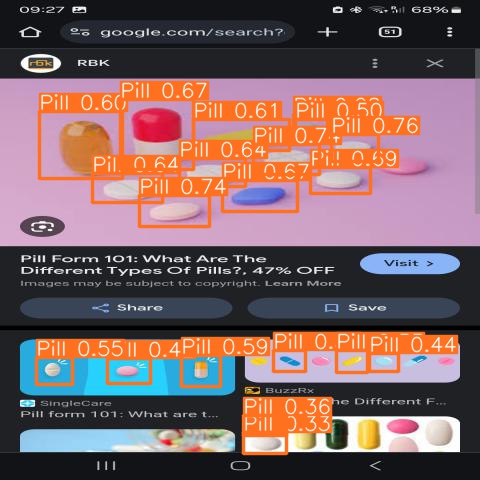 09:27
68%
google.com/search?
51
rbk
RBK
Pill 0.60
Pill 0.67
Pill 0.61
Pill 0.50
Pill 0.76
Pill 0.7
Pill 0.64
Pill 0.64
Pill 0.69
Pill 0.67
Pill 0.74
Pill Form 101: What Are The
Different Types Of Pills?, 47% OFF
Visit >
Images may be subject to copyright. Learn More
Share
Save
Pill 0.55
Pill 0.4
Pill 0.59
Pill 0.
Pill
Pill 0.44
SingleCare
Pill form 101: What are t...
BuzzRx
he Different F...
Pill 0.36
Pill 0.33